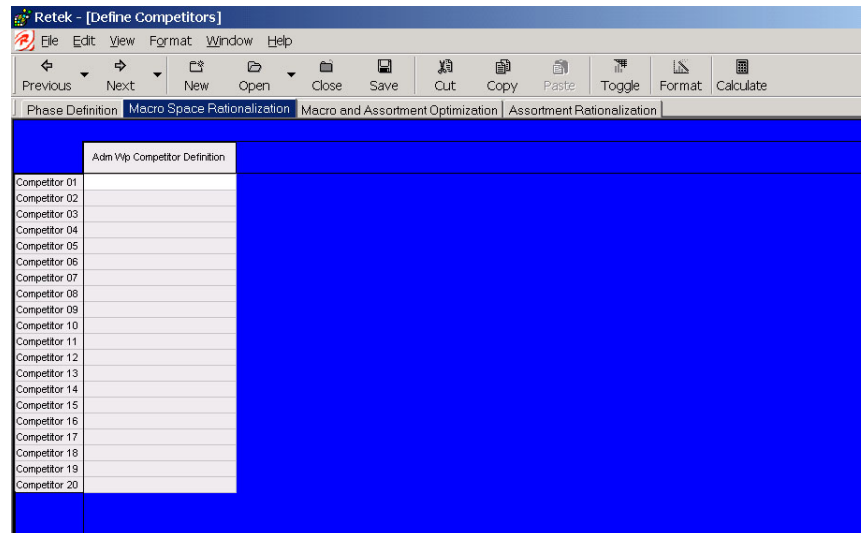 Retek - [Define Competitors]
File Edit View Format Window Help
Previous Next New Open Close Save Cut Copy Paste Toggle Format Calculate
Phase Definition Macro Space Rationalization Macro and Assortment Optimization Assortment Rationalization
Adm Wp Competitor Definition
Competitor 01
Competitor 02
Competitor 03
Competitor 04
Competitor 05
Competitor 06
Competitor 07
Competitor 08
Competitor 09
Competitor 10
Competitor 11
Competitor 12
Competitor 13
Competitor 14
Competitor 15
Competitor 16
Competitor 17
Competitor 18
Competitor 19
Competitor 20